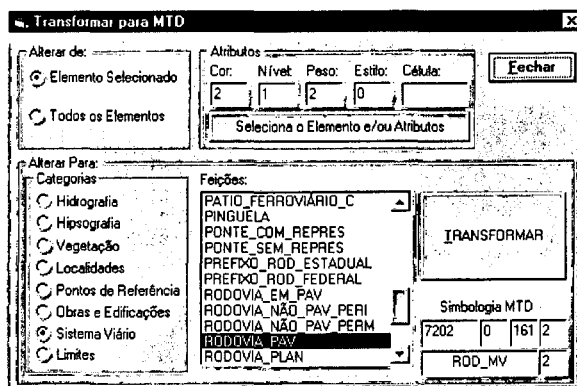 Transformar para MTD
Alterar de:
Elemento Selecionado
Todos os Elementos
Atributos
Cor: Nível: Peso: Estilo: Célula:
2 1 2 0
Seleciona o Elemento e/ou Atributos
Fechar
Alterar Para:
Categorias
Hidrografia
Hipsografia
Vegetação
Localidades
Pontos de Referência
Obras e Edificações
Sistema Viário
Limites
Feições:
PATIO_FERROVIÁRIO_C
PINGUELA
PONTE_COM_REPRES
PONTE_SEM_REPRES
PREFIXO_ROD_ESTADUAL
PREFIXO_ROD_FEDERAL
RODOVIA_EM_PAV
RODOVIA_NÃO_PAV_PERI
RODOVIA_NÃO_PAV_PERM
RODOVIA_PAV
RODOVIA_PLAN
TRANSFORMAR
Simbologia MTD
7202 0 161 2
ROD_MV 2